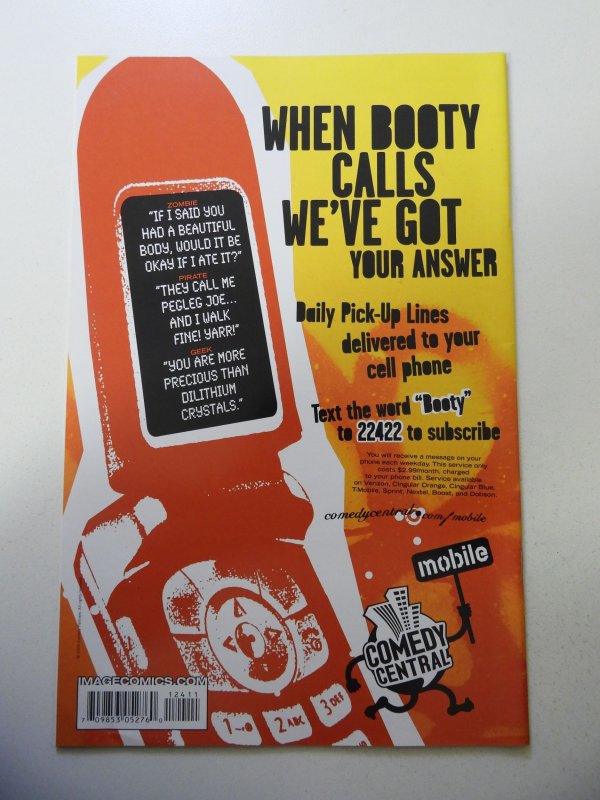 WHEN BOOTY
CALLS
WE'VE GOT
YOUR ANSWER
ZOMBIE
"IF I SAID YOU
HAD A BEAUTIFUL
BODY, WOULD IT BE
OKAY IF I ATE IT?"
PIRATE
"THEY CALL ME
PEGLEG JOE...
AND I WALK
FINE! YARR!"
GEEK
"YOU ARE MORE
PRECIOUS THAN
DILITHIUM
CRYSTALS."
Daily Pick-Up Lines
delivered to your
cell phone
Text the word "Booty"
to 22422 to subscribe
You will receive a message on your
phone each weekday. This service only
costs $2.99/month, charged
to your phone bill. Service available
on Verizon, Cingular Orange, Cingular Blue,
T-Mobile, Sprint, Nextel, Boost, and Dobson.
comedycentral.com/mobile
mobile
COMEDY
CENTRAL
IMAGECOMICS.COM
12411
7 09853 05276 0
1
2 ABC
3 DEF